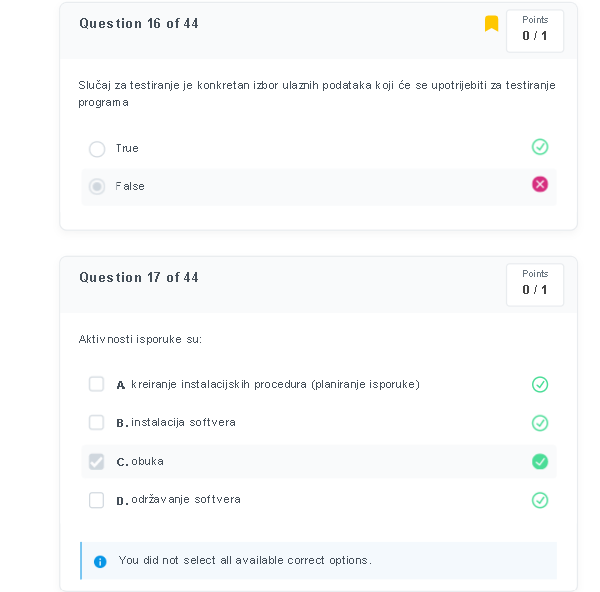 Question 16 of 44
Points
0 / 1
Slučaj za testiranje je konkretan izbor ulaznih podataka koji će se upotrijebiti za testiranje
programa
True
False
Question 17 of 44
Points
0 / 1
Aktivnosti isporuke su:
A. kreiranje instalacijskih procedura (planiranje isporuke)
B. instalacija softvera
C. obuka
D. održavanje softvera
You did not select all available correct options.